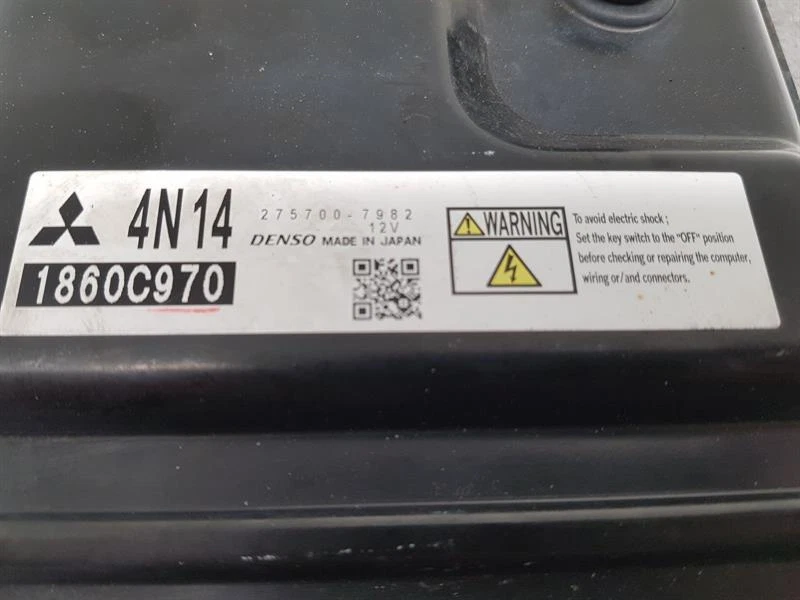 4N14
1860C970
275700-7982
12V
DENSO MADE IN JAPAN
WARNING
To avoid electric shock ;
Set the key switch to the "OFF" position
before checking or repairing the computer,
wiring or/and connectors.